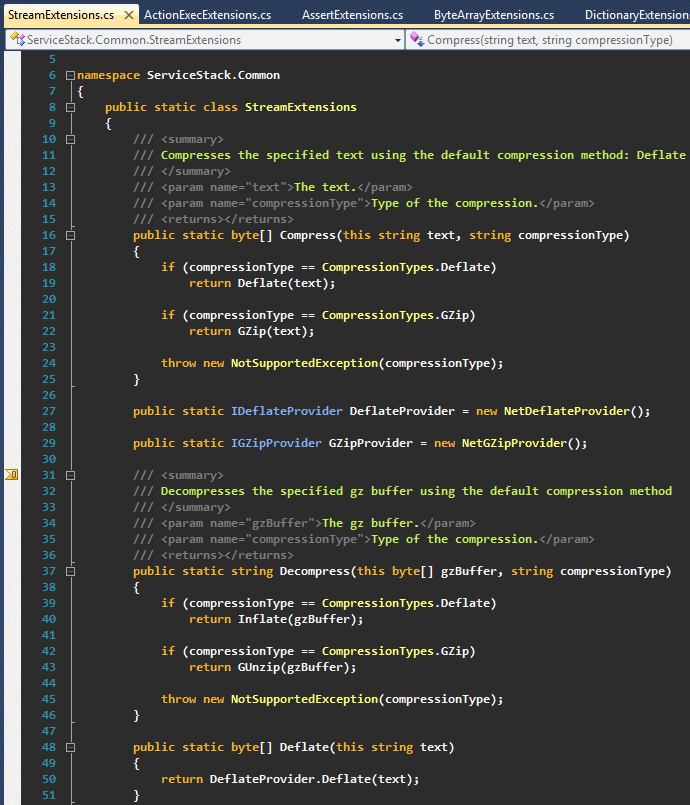 StreamExtensions.cs ActionExecExtensions.cs AssertExtensions.cs ByteArrayExtensions.cs DictionaryExtension
ServiceStack.Common.StreamExtensions Compress(string text, string compressionType)
5
6 namespace ServiceStack.Common
7 {
8 public static class StreamExtensions
9 {
10 /// <summary>
11 /// Compresses the specified text using the default compression method: Deflate
12 /// </summary>
13 /// <param name="text">The text.</param>
14 /// <param name="compressionType">Type of the compression.</param>
15 /// <returns></returns>
16 public static byte[] Compress(this string text, string compressionType)
17 {
18 if (compressionType == CompressionTypes.Deflate)
19 return Deflate(text);
20
21 if (compressionType == CompressionTypes.GZip)
22 return GZip(text);
23
24 throw new NotSupportedException(compressionType);
25 }
26
27 public static IDeflateProvider DeflateProvider = new NetDeflateProvider();
28
29 public static IGZipProvider GZipProvider = new NetGZipProvider();
30
31 /// <summary>
32 /// Decompresses the specified gz buffer using the default compression method
33 /// </summary>
34 /// <param name="gzBuffer">The gz buffer.</param>
35 /// <param name="compressionType">Type of the compression.</param>
36 /// <returns></returns>
37 public static string Decompress(this byte[] gzBuffer, string compressionType)
38 {
39 if (compressionType == CompressionTypes.Deflate)
40 return Inflate(gzBuffer);
41
42 if (compressionType == CompressionTypes.GZip)
43 return GUnzip(gzBuffer);
44
45 throw new NotSupportedException(compressionType);
46 }
47
48 public static byte[] Deflate(this string text)
49 {
50 return DeflateProvider.Deflate(text);
51 }